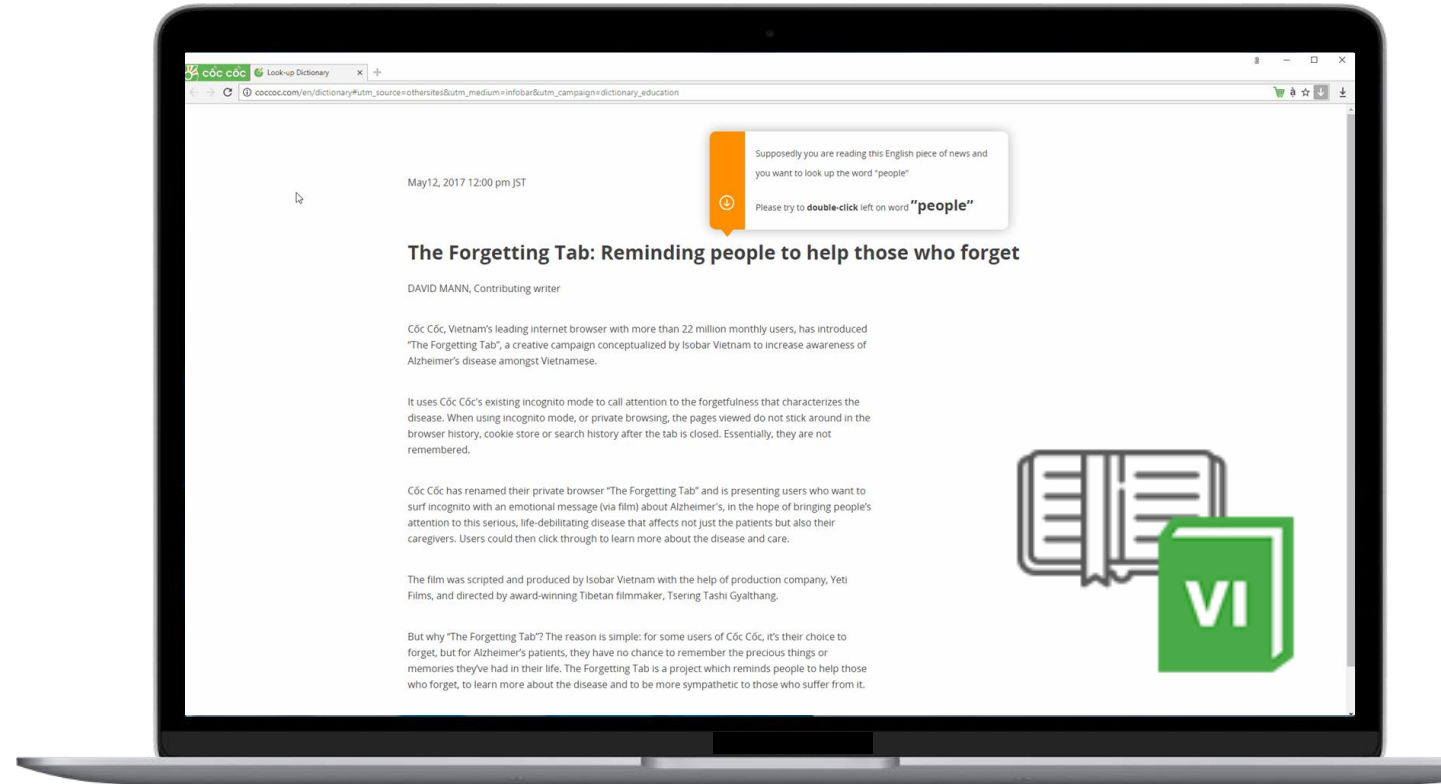 cốc cốc
Look-up Dictionary
coccoc.com/en/dictionary#utm_source=othersites&utm_medium=infobar&utm_campaign=dictionary_education
Supposedly you are reading this English piece of news and
you want to look up the word "people"
Please try to double-click left on word "people"
May12, 2017 12:00 pm JST
The Forgetting Tab: Reminding people to help those who forget
DAVID MANN, Contributing writer
Cốc Cốc, Vietnam's leading internet browser with more than 22 million monthly users, has introduced
"The Forgetting Tab", a creative campaign conceptualized by Isobar Vietnam to increase awareness of
Alzheimer's disease amongst Vietnamese.
It uses Cốc Cốc's existing incognito mode to call attention to the forgetfulness that characterizes the
disease. When using incognito mode, or private browsing, the pages viewed do not stick around in the
browser history, cookie store or search history after the tab is closed. Essentially, they are not
remembered.
Cốc Cốc has renamed their private browser "The Forgetting Tab" and is presenting users who want to
surf incognito with an emotional message (via film) about Alzheimer's, in the hope of bringing people's
attention to this serious, life-debilitating disease that affects not just the patients but also their
caregivers. Users could then click through to learn more about the disease and care.
The film was scripted and produced by Isobar Vietnam with the help of production company, Yeti
Films, and directed by award-winning Tibetan filmmaker, Tsering Tashi Gyalthang.
But why "The Forgetting Tab"? The reason is simple: for some users of Cốc Cốc, it's their choice to
forget, but for Alzheimer's patients, they have no chance to remember the precious things or
memories they've had in their life. The Forgetting Tab is a project which reminds people to help those
who forget, to learn more about the disease and to be more sympathetic to those who suffer from it.
VI